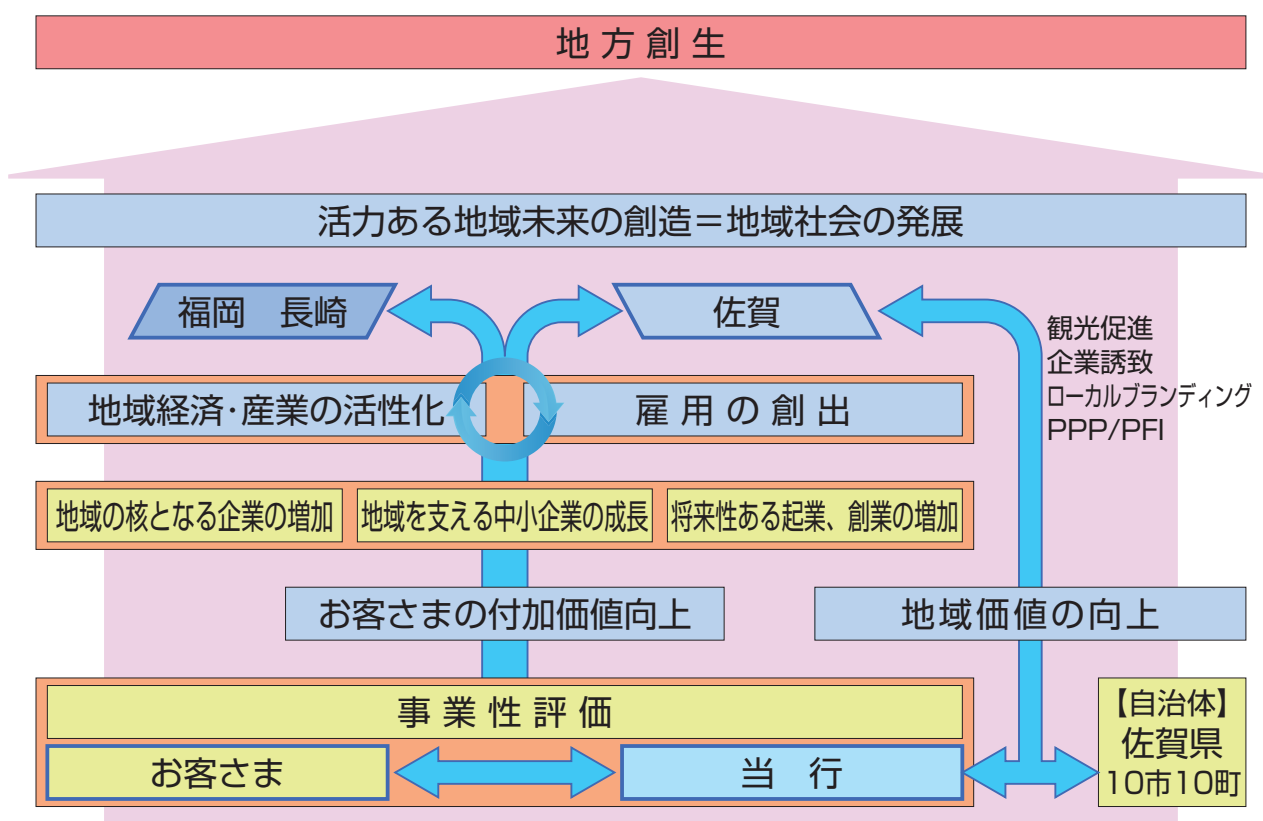 地方創生
活力ある地域未来の創造＝地域社会の発展
福岡　長崎
佐賀
観光促進
企業誘致
ローカルブランディング
PPP/PFI
地域経済・産業の活性化
雇用の創出
地域の核となる企業の増加
地域を支える中小企業の成長
将来性ある起業、創業の増加
お客さまの付加価値向上
地域価値の向上
事業性評価
お客さま
当　行
【自治体】
佐賀県
10市10町